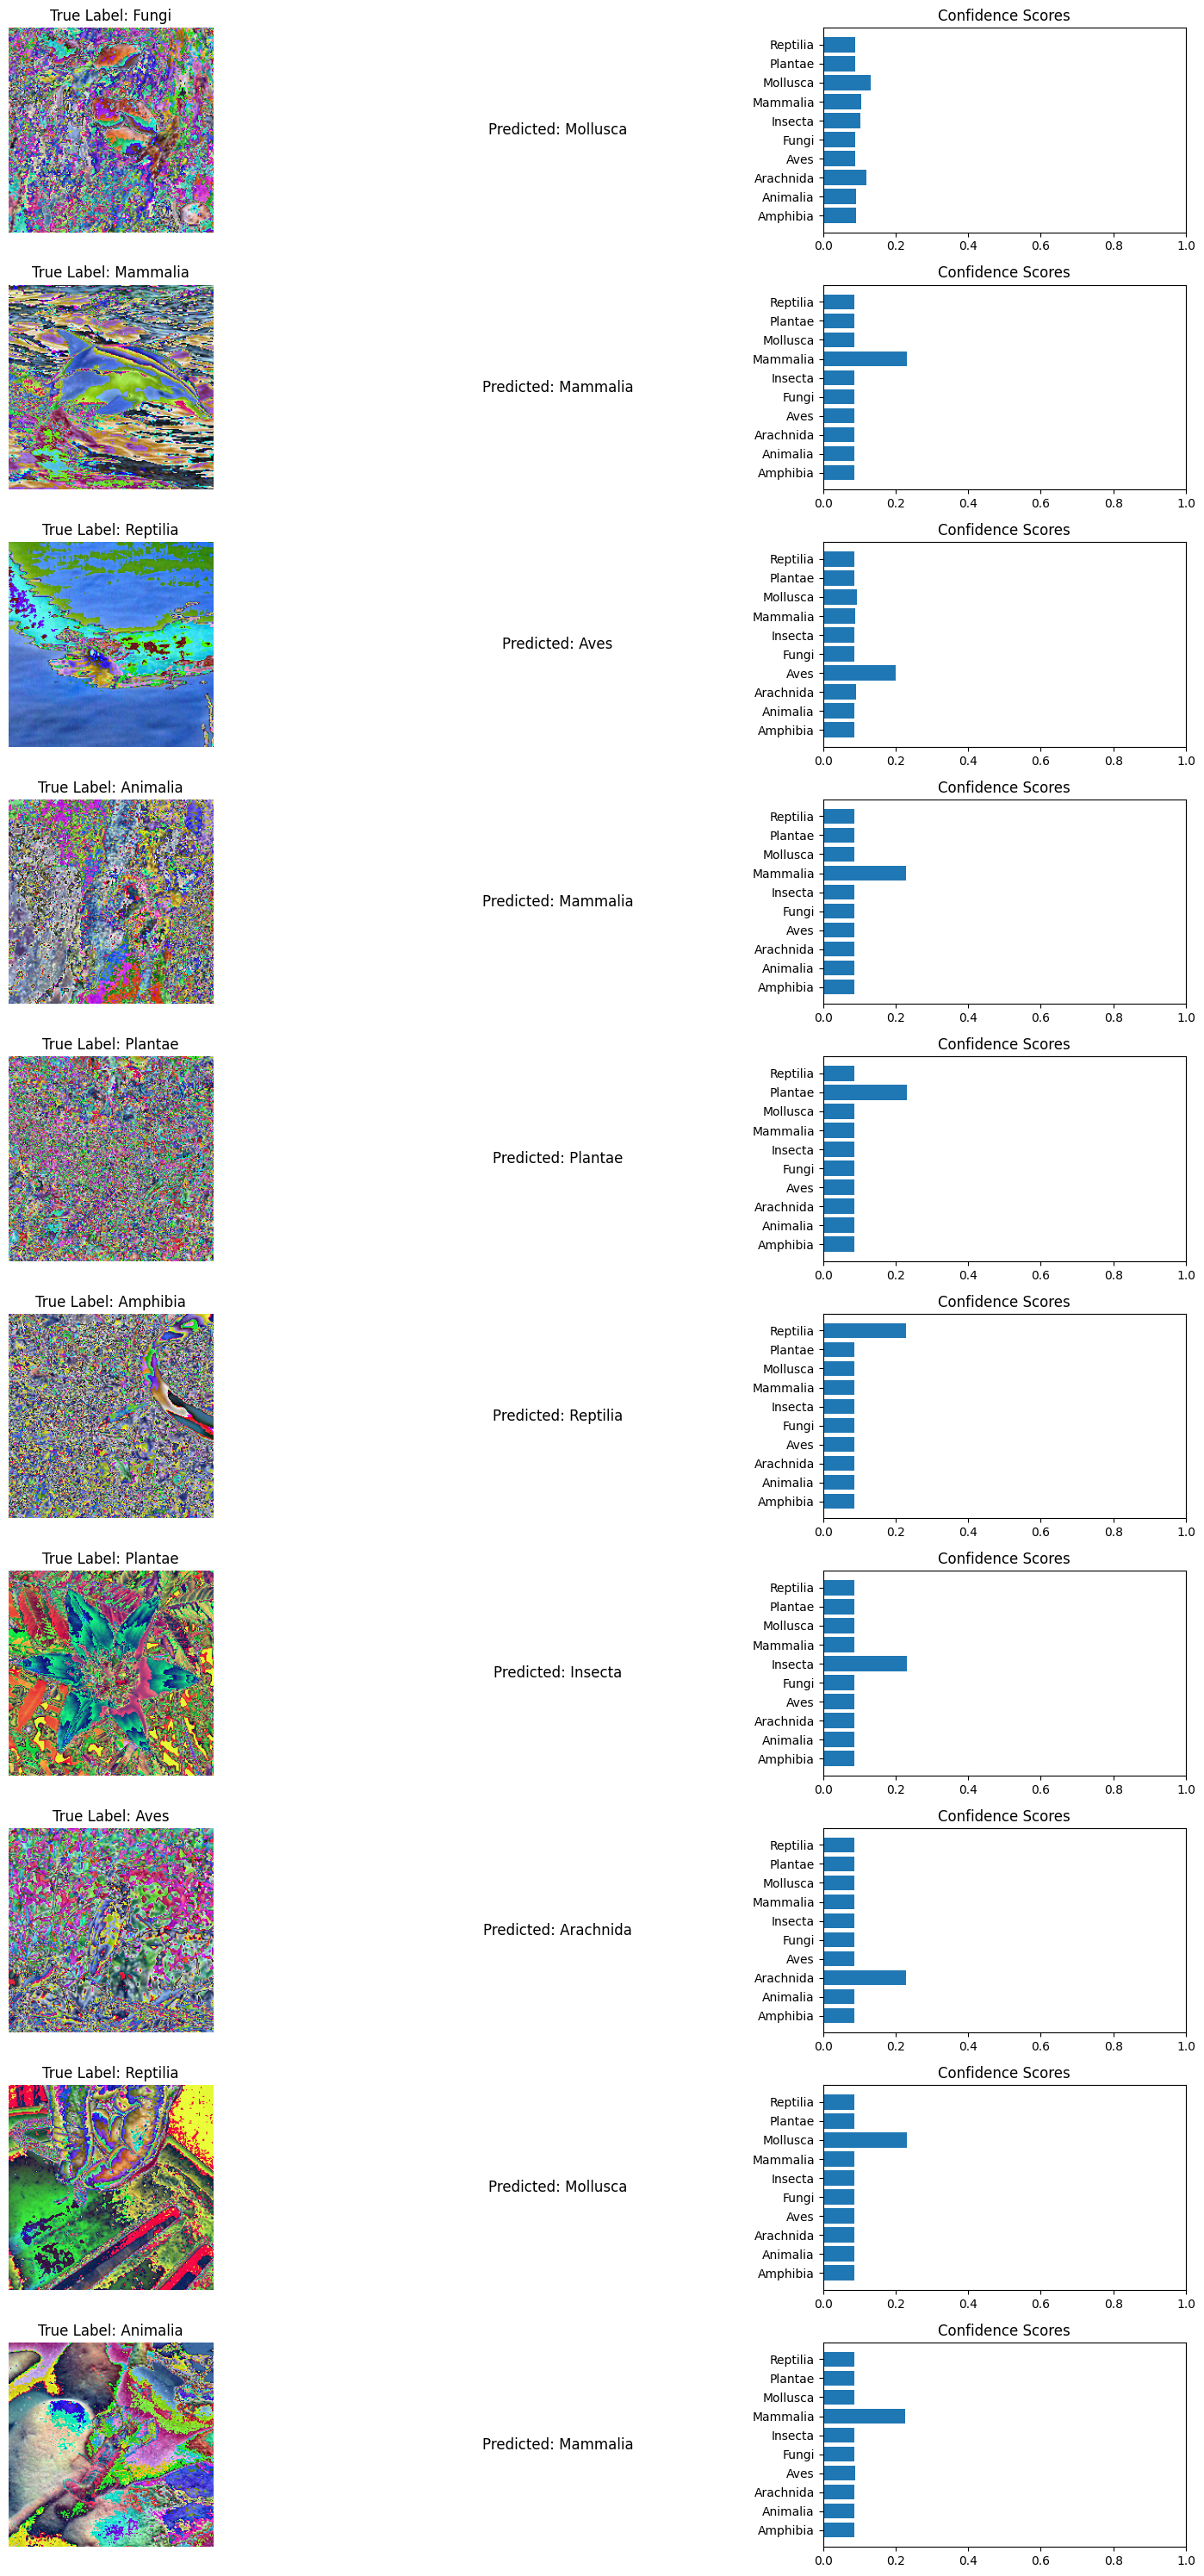 True Label: Fungi
Predicted: Mollusca
Confidence Scores
Reptilia
Plantae
Mollusca
Mammalia
Insecta
Fungi
Aves
Arachnida
Animalia
Amphibia
0.0 0.2 0.4 0.6 0.8 1.0
True Label: Mammalia
Predicted: Mammalia
Confidence Scores
Reptilia
Plantae
Mollusca
Mammalia
Insecta
Fungi
Aves
Arachnida
Animalia
Amphibia
0.0 0.2 0.4 0.6 0.8 1.0
True Label: Reptilia
Predicted: Aves
Confidence Scores
Reptilia
Plantae
Mollusca
Mammalia
Insecta
Fungi
Aves
Arachnida
Animalia
Amphibia
0.0 0.2 0.4 0.6 0.8 1.0
True Label: Animalia
Predicted: Mammalia
Confidence Scores
Reptilia
Plantae
Mollusca
Mammalia
Insecta
Fungi
Aves
Arachnida
Animalia
Amphibia
0.0 0.2 0.4 0.6 0.8 1.0
True Label: Plantae
Predicted: Plantae
Confidence Scores
Reptilia
Plantae
Mollusca
Mammalia
Insecta
Fungi
Aves
Arachnida
Animalia
Amphibia
0.0 0.2 0.4 0.6 0.8 1.0
True Label: Amphibia
Predicted: Reptilia
Confidence Scores
Reptilia
Plantae
Mollusca
Mammalia
Insecta
Fungi
Aves
Arachnida
Animalia
Amphibia
0.0 0.2 0.4 0.6 0.8 1.0
True Label: Plantae
Predicted: Insecta
Confidence Scores
Reptilia
Plantae
Mollusca
Mammalia
Insecta
Fungi
Aves
Arachnida
Animalia
Amphibia
0.0 0.2 0.4 0.6 0.8 1.0
True Label: Aves
Predicted: Arachnida
Confidence Scores
Reptilia
Plantae
Mollusca
Mammalia
Insecta
Fungi
Aves
Arachnida
Animalia
Amphibia
0.0 0.2 0.4 0.6 0.8 1.0
True Label: Reptilia
Predicted: Mollusca
Confidence Scores
Reptilia
Plantae
Mollusca
Mammalia
Insecta
Fungi
Aves
Arachnida
Animalia
Amphibia
0.0 0.2 0.4 0.6 0.8 1.0
True Label: Animalia
Predicted: Mammalia
Confidence Scores
Reptilia
Plantae
Mollusca
Mammalia
Insecta
Fungi
Aves
Arachnida
Animalia
Amphibia
0.0 0.2 0.4 0.6 0.8 1.0